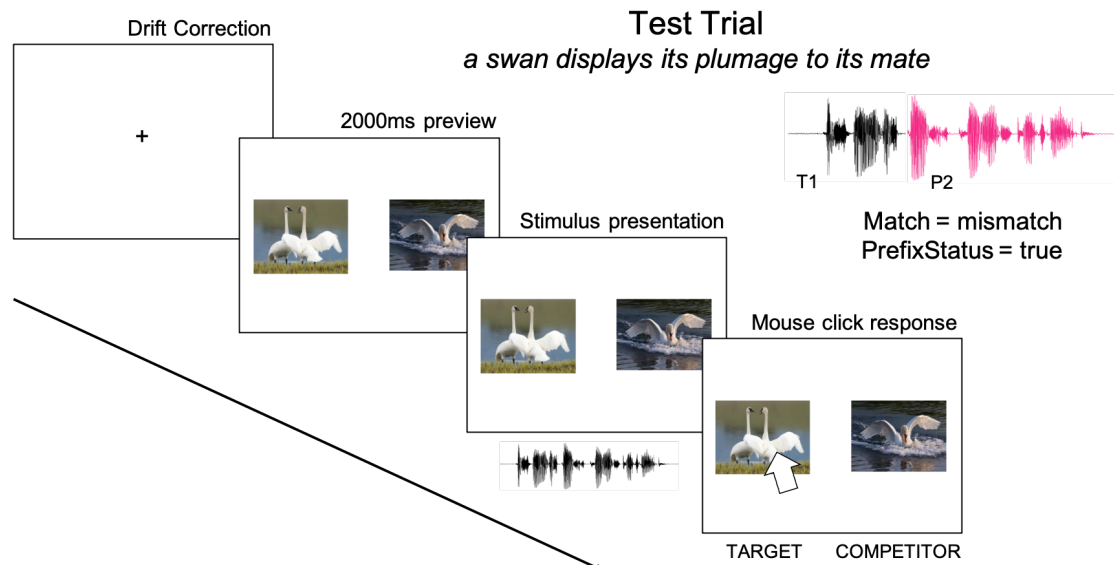 Test Trial
a swan displays its plumage to its mate
Drift Correction
2000ms preview
Stimulus presentation
Mouse click response
T1
P2
Match = mismatch
PrefixStatus = true
TARGET
COMPETITOR